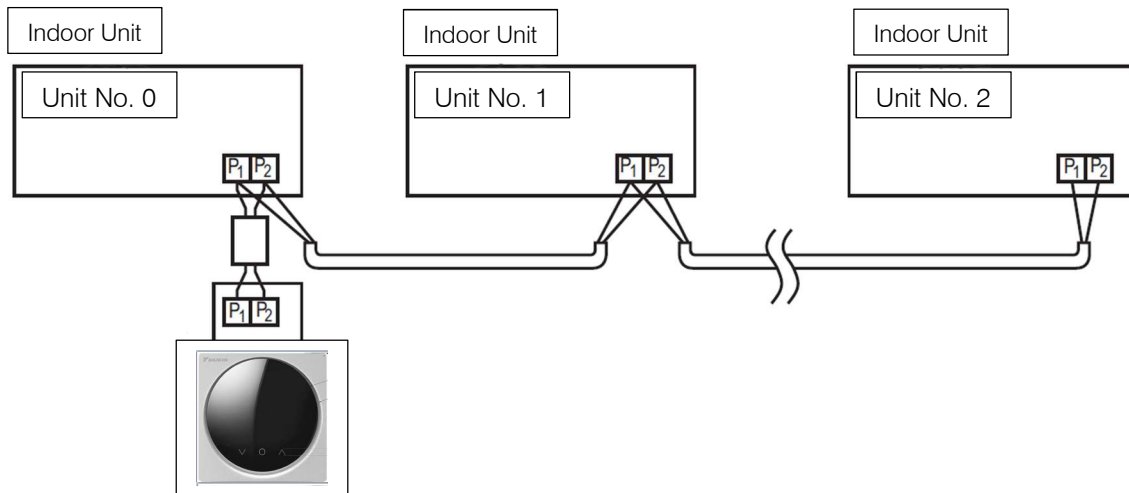 Indoor Unit
Indoor Unit
Indoor Unit
Unit No. 0
Unit No. 1
Unit No. 2
P1 P2
P1 P2
P1 P2
P1 P2
DAIKIN